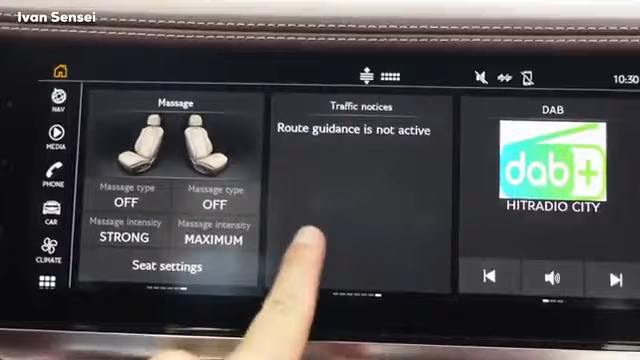 Ivan Sensei
10:30
NAV
MEDIA
PHONE
CAR
CLIMATE
Massage
Massage type
OFF
Massage type
OFF
Massage intensity
STRONG
Massage intensity
MAXIMUM
Seat settings
Traffic notices
Route guidance is not active
DAB
dab+
HITRADIO CITY